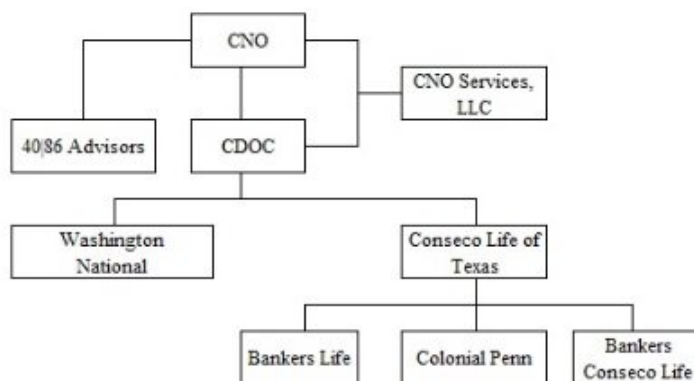 CNO
CNO Services,
LLC
40|86 Advisors
CDOC
Washington
National
Conseco Life of
Texas
Bankers Life
Colonial Penn
Bankers
Conseco Life